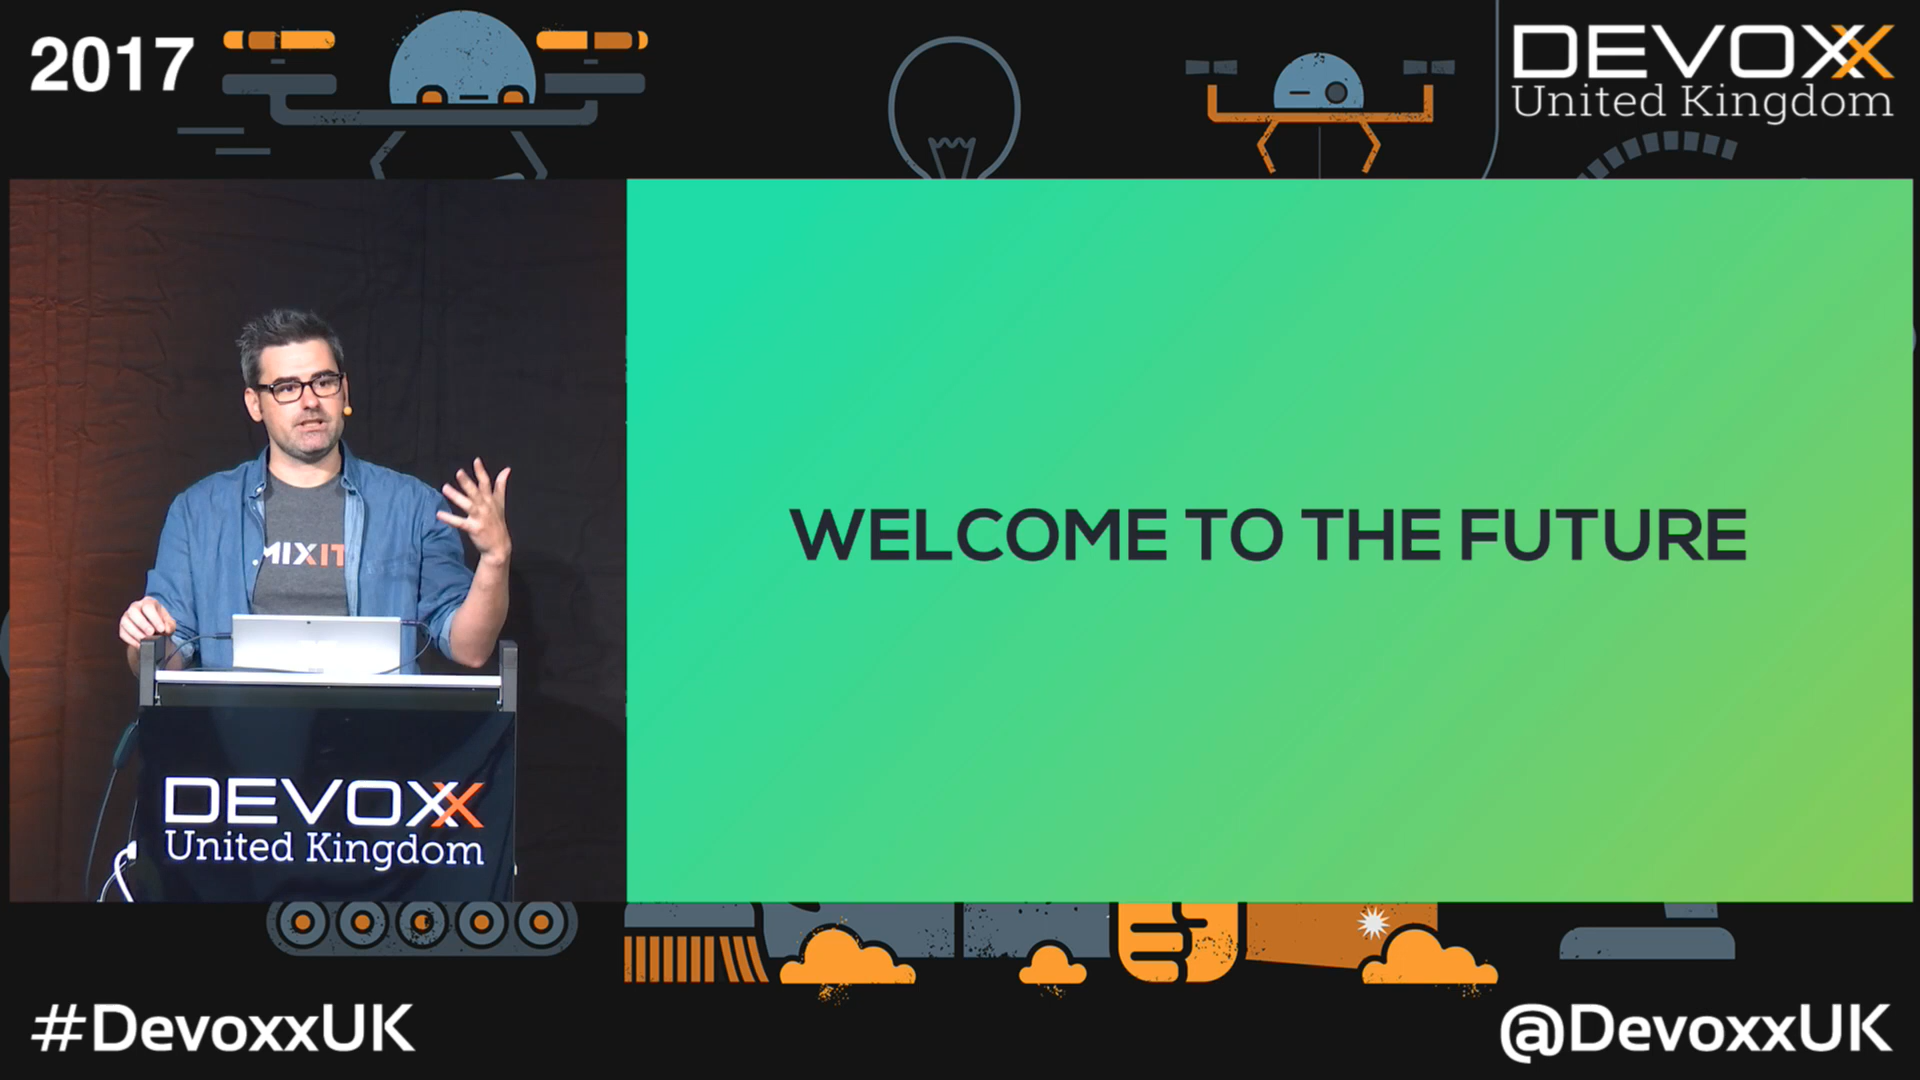 2017
DEVOXX
United Kingdom
WELCOME TO THE FUTURE
MIXIT
DEVOXX
United Kingdom
#DevoxxUK
@DevoxxUK